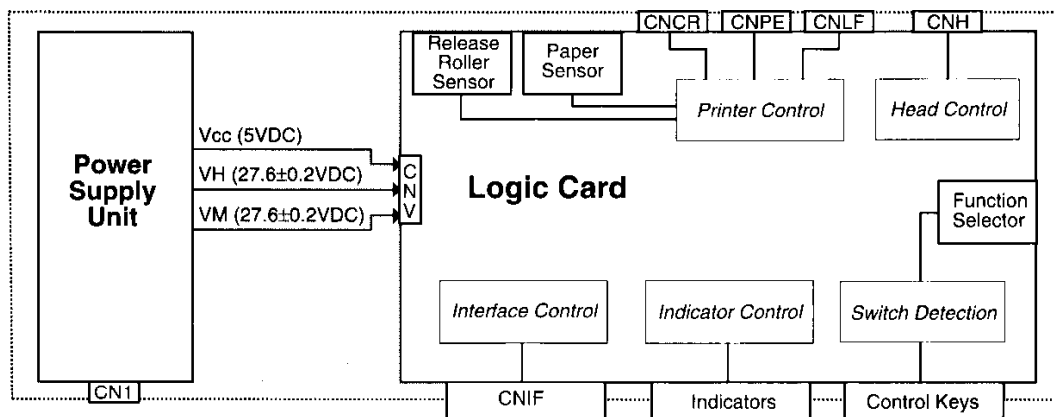 CNCR
CNPE
CNLF
CNH
Release
Roller
Sensor
Paper
Sensor
Printer Control
Head Control
Power
Supply
Unit
Vcc (5VDC)
VH (27.6±0.2VDC)
VM (27.6±0.2VDC)
C
N
V
Logic Card
Function
Selector
Interface Control
Indicator Control
Switch Detection
CN1
CNIF
Indicators
Control Keys